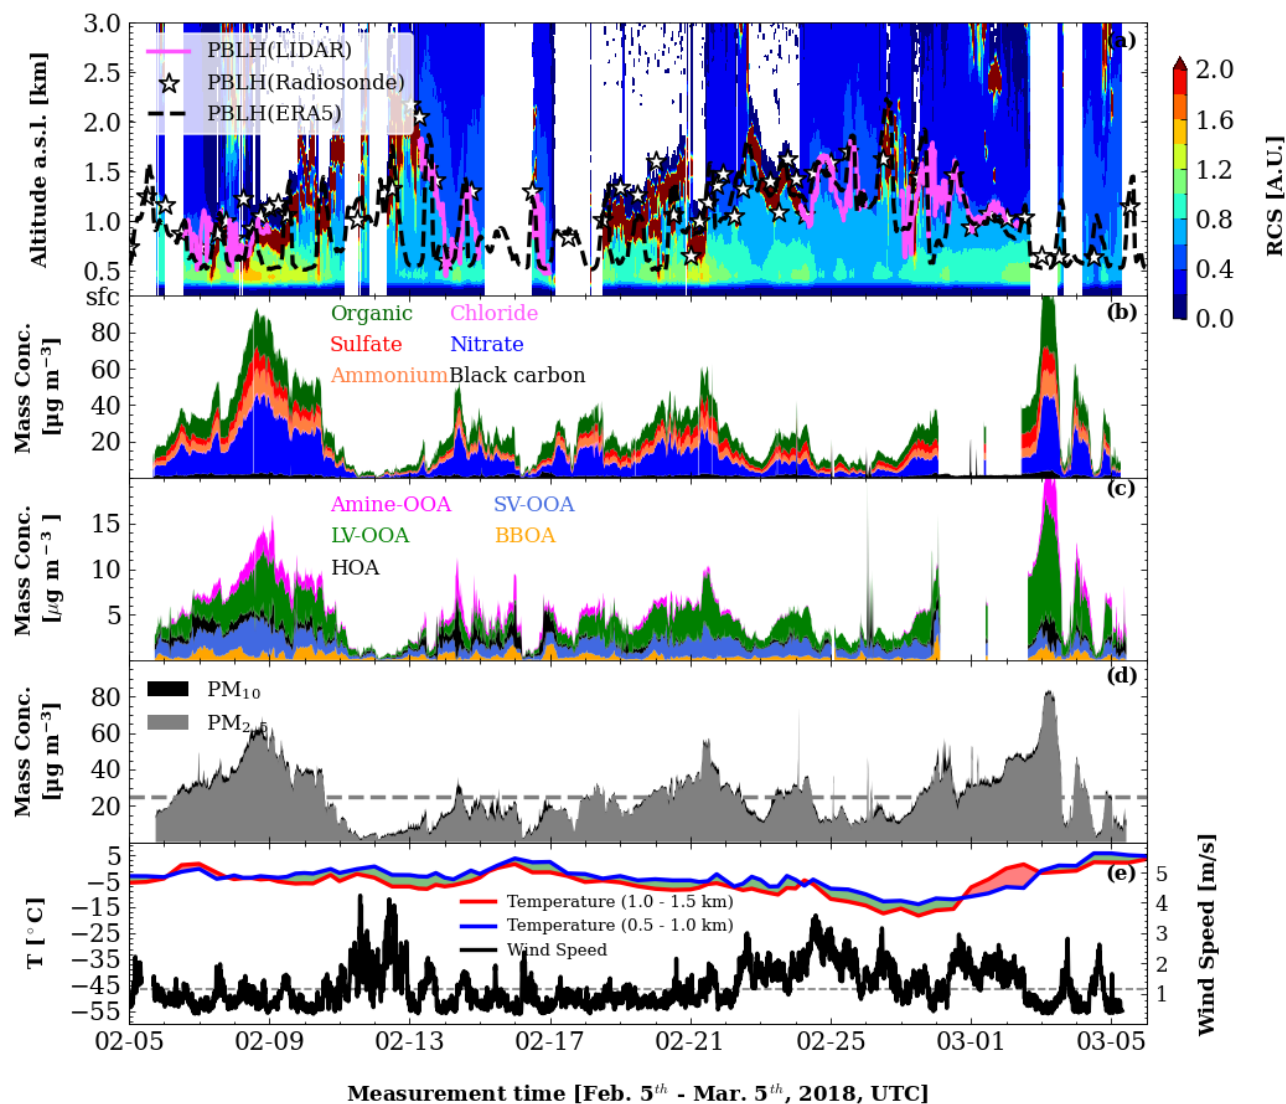 3.0
2.5
2.0
1.5
1.0
0.5
sfc
Altitude a.s.l. [km]
PBLH(LIDAR)
PBLH(Radiosonde)
PBLH(ERA5)
(a)
2.0
1.6
1.2
0.8
0.4
0.0
RCS [A.U.]
80
60
40
20
Mass Conc.
[µg m⁻³]
Organic Chloride
Sulfate Nitrate
Ammonium Black carbon
(b)
15
10
5
Mass Conc.
[µg m⁻³ ]
Amine-OOA SV-OOA
LV-OOA BBOA
HOA
(c)
80
60
40
20
Mass Conc.
[µg m⁻³]
PM₁₀
PM₂.₅
(d)
5
−5
−15
−25
−35
−45
−55
T [°C]
Temperature (1.0 - 1.5 km)
Temperature (0.5 - 1.0 km)
Wind Speed
(e)
5
4
3
2
1
Wind Speed [m/s]
02-05 02-09 02-13 02-17 02-21 02-25 03-01 03-05
Measurement time [Feb. 5ᵗʰ - Mar. 5ᵗʰ, 2018, UTC]